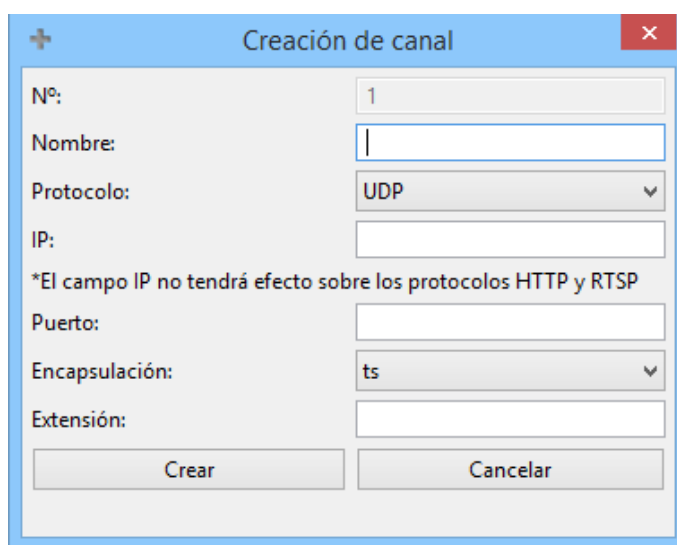 Creación de canal
Nº: 1
Nombre:
Protocolo: UDP
IP:
*El campo IP no tendrá efecto sobre los protocolos HTTP y RTSP
Puerto:
Encapsulación: ts
Extensión:
Crear Cancelar